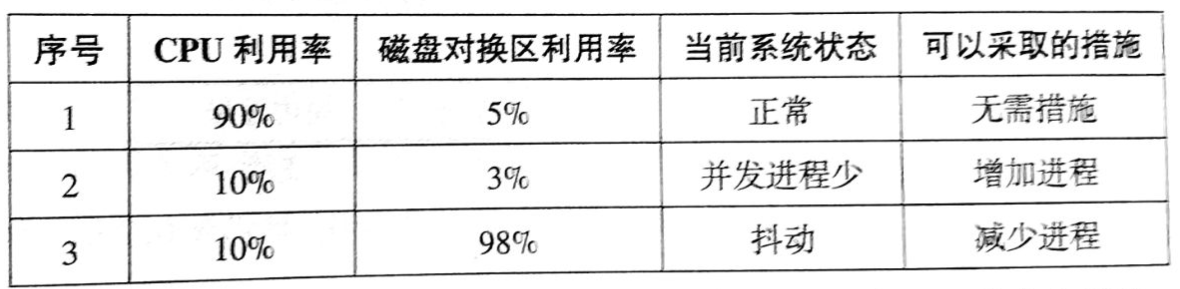 序号 CPU 利用率 磁盘对换区利用率 当前系统状态 可以采取的措施
1 90% 5% 正常 无需措施
2 10% 3% 并发进程少 增加进程
3 10% 98% 抖动 减少进程